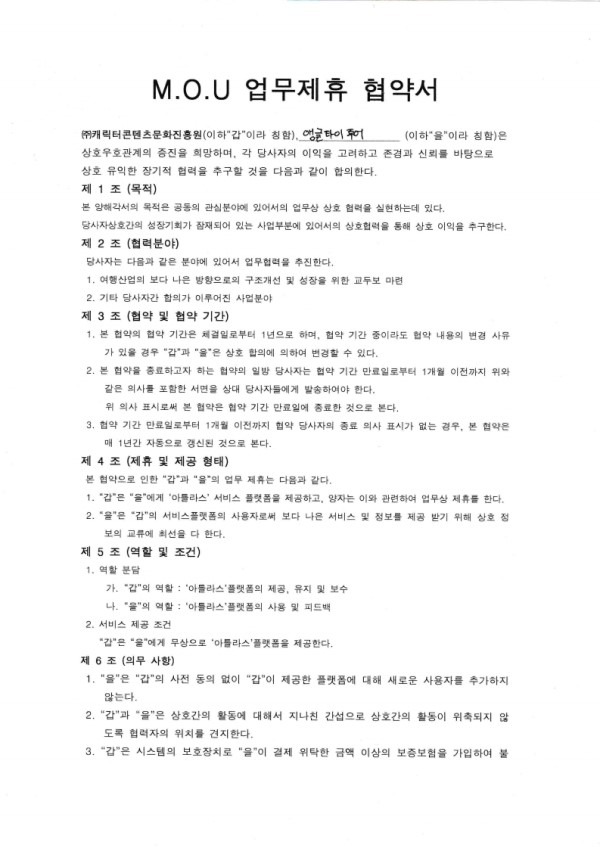 M.O.U 업무제휴 협약서
㈜캐릭터콘텐츠문화진흥원(이하"갑"이라 칭함), 앵글타이투어 (이하"을"이라 칭함)은
상호우호관계의 증진을 희망하며, 각 당사자의 이익을 고려하고 존경과 신뢰를 바탕으로
상호 유익한 장기적 협력을 추구할 것을 다음과 같이 합의한다.
제 1 조 (목적)
본 양해각서의 목적은 공동의 관심분야에 있어서의 업무상 상호 협력을 실현하는데 있다.
당사자상호간의 성장기회가 잠재되어 있는 사업부분에 있어서의 상호협력을 통해 상호 이익을 추구한다.
제 2 조 (협력분야)
당사자는 다음과 같은 분야에 있어서 업무협력을 추진한다.
1. 여행산업의 보다 나은 방향으로의 구조개선 및 성장을 위한 교두보 마련
2. 기타 당사자간 합의가 이루어진 사업분야
제 3 조 (협약 및 협약 기간)
1. 본 협약의 협약 기간은 체결일로부터 1년으로 하며, 협약 기간 중이라도 협약 내용의 변경 사유
가 있을 경우 "갑"과 "을"은 상호 합의에 의하여 변경할 수 있다.
2. 본 협약을 종료하고자 하는 협약의 일방 당사자는 협약 기간 만료일로부터 1개월 이전까지 위와
같은 의사를 포함한 서면을 상대 당사자들에게 발송하여야 한다.
위 의사 표시로써 본 협약은 협약 기간 만료일에 종료한 것으로 본다.
3. 협약 기간 만료일로부터 1개월 이전까지 협약 당사자의 종료 의사 표시가 없는 경우, 본 협약은
매 1년간 자동으로 갱신된 것으로 본다.
제 4 조 (제휴 및 제공 형태)
본 협약으로 인한 "갑"과 "을"의 업무 제휴는 다음과 같다.
1. "갑"은 "을"에게 '아틀라스' 서비스 플랫폼을 제공하고, 양자는 이와 관련하여 업무상 제휴를 한다.
2. "을"은 "갑"의 서비스플랫폼의 사용자로써 보다 나은 서비스 및 정보를 제공 받기 위해 상호 정
보의 교류에 최선을 다 한다.
제 5 조 (역할 및 조건)
1. 역할 분담
가. "갑"의 역할 : '아틀라스'플랫폼의 제공, 유지 및 보수
나. "을"의 역할 : '아틀라스'플랫폼의 사용 및 피드백
2. 서비스 제공 조건
"갑"은 "을"에게 무상으로 '아틀라스'플랫폼을 제공한다.
제 6 조 (의무 사항)
1. "을"은 "갑"의 사전 동의 없이 "갑"이 제공한 플랫폼에 대해 새로운 사용자를 추가하지
않는다.
2. "갑"과 "을"은 상호간의 활동에 대해서 지나친 간섭으로 상호간의 활동이 위축되지 않
도록 협력자의 위치를 견지한다.
3. "갑"은 시스템의 보호장치로 "을"이 결제 위탁한 금액 이상의 보증보험을 가입하여 불